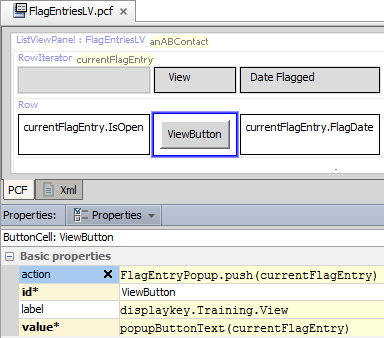 FlagEntriesLV.pcf
ListViewPanel : FlagEntriesLV anABContact
RowIterator currentFlagEntry
View Date Flagged
Row
currentFlagEntry.IsOpen ViewButton currentFlagEntry.FlagDate
PCF Xml
Properties: Properties
ButtonCell: ViewButton
Basic properties
action FlagEntryPopup.push(currentFlagEntry)
id* ViewButton
label displaykey.Training.View
value* popupButtonText(currentFlagEntry)